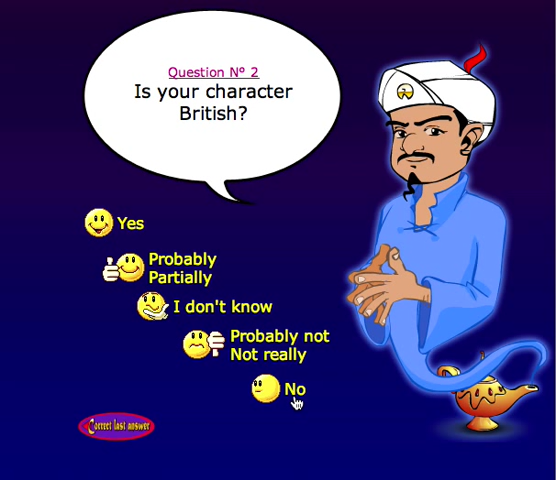 Question Nº 2
Is your character
British?
Yes
Probably
Partially
I don't know
Probably not
Not really
No
Correct last answer